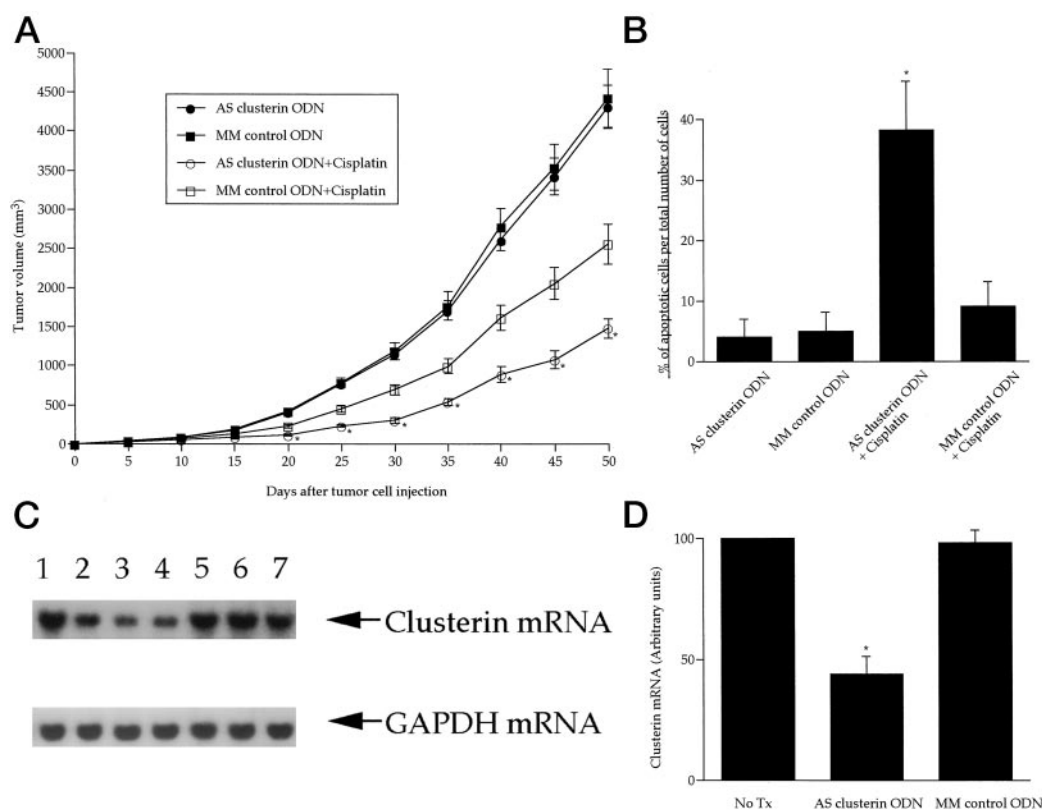 A
Tumor volume (mm³)
5000
4500
4000
3500
3000
2500
2000
1500
1000
500
0
AS clusterin ODN
MM control ODN
AS clusterin ODN+Cisplatin
MM control ODN+Cisplatin
* * * * * * *
0 5 10 15 20 25 30 35 40 45 50
Days after tumor cell injection
B
% of apoptotic cells per total number of cells
40
30
20
10
0
*
AS clusterin ODN
MM control ODN
AS clusterin ODN
+ Cisplatin
MM control ODN
+ Cisplatin
C
1 2 3 4 5 6 7
Clusterin mRNA
GAPDH mRNA
D
Clusterin mRNA (Arbitrary units)
100
50
0
*
No Tx AS clusterin ODN MM control ODN